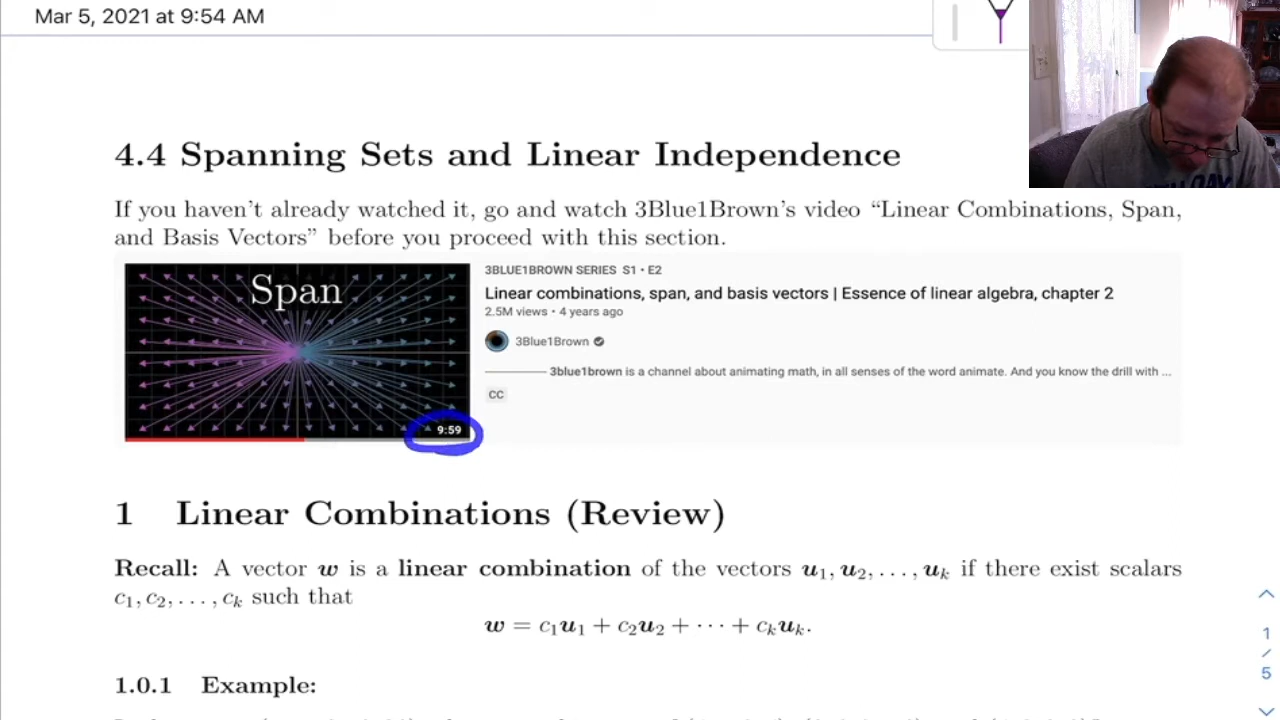 Mar 5, 2021 at 9:54 AM
4.4 Spanning Sets and Linear Independence
If you haven't already watched it, go and watch 3Blue1Brown's video “Linear Combinations, Span,
and Basis Vectors” before you proceed with this section.
Span
9:59
3BLUE1BROWN SERIES S1 • E2
Linear combinations, span, and basis vectors | Essence of linear algebra, chapter 2
2.5M views • 4 years ago
3Blue1Brown
3blue1brown is a channel about animating math, in all senses of the word animate. And you know the drill with ...
CC
1 Linear Combinations (Review)
Recall: A vector w is a linear combination of the vectors u₁, u₂, . . . , uₖ if there exist scalars
c₁, c₂, . . . , cₖ such that
w = c₁u₁ + c₂u₂ + · · · + cₖuₖ.
1.0.1 Example:
1
/
5